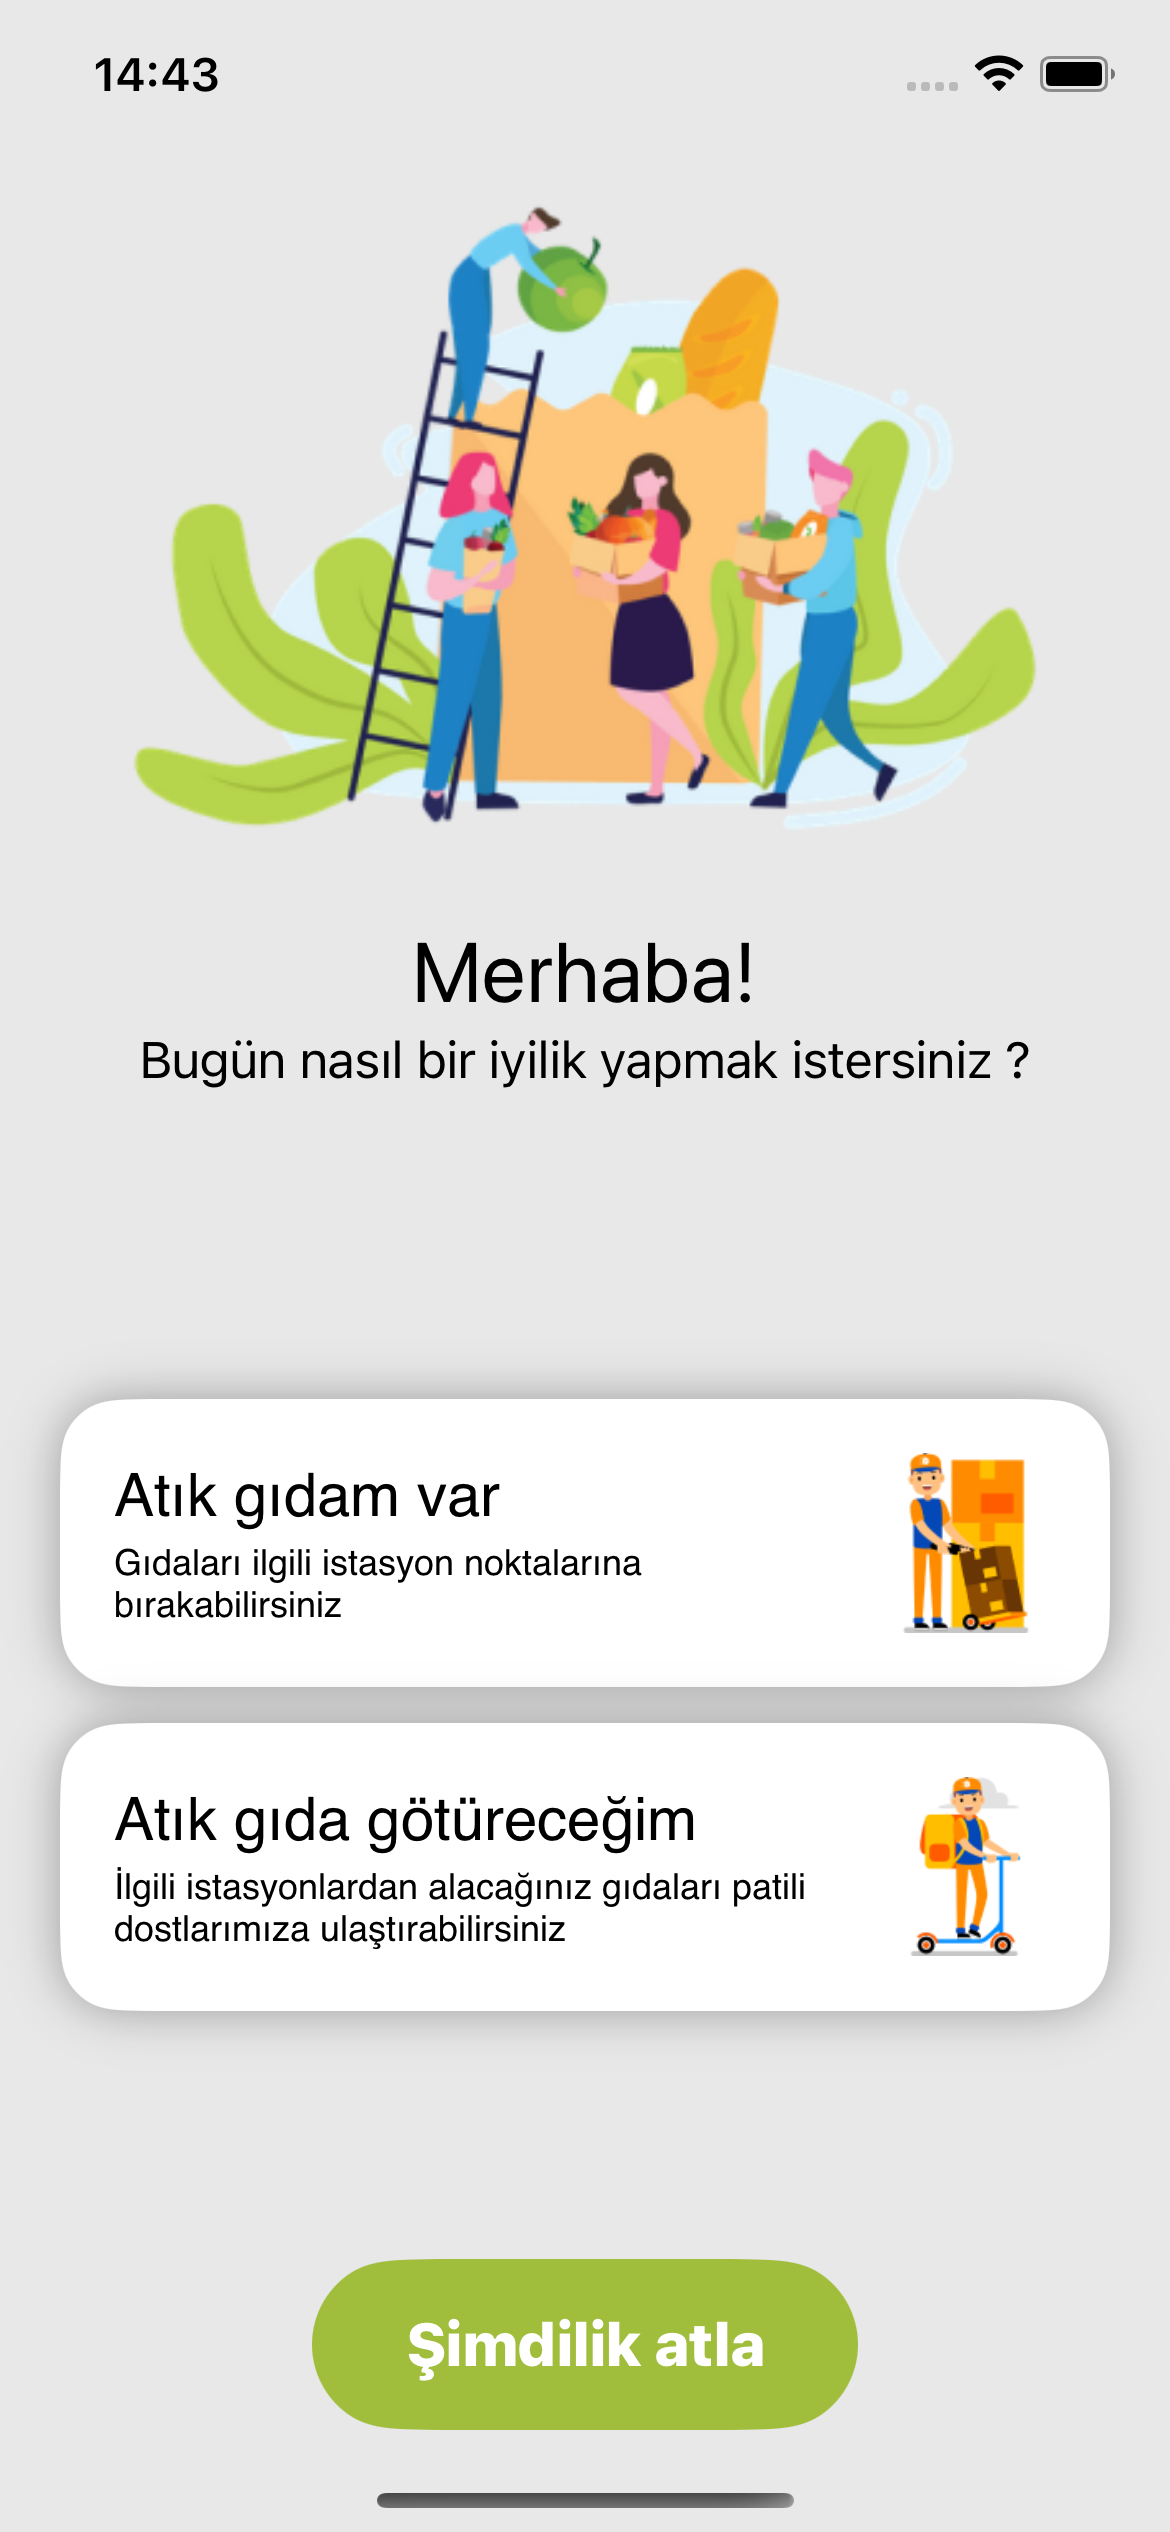 14:43
Merhaba!
Bugün nasıl bir iyilik yapmak istersiniz ?
Atık gıdam var
Gıdaları ilgili istasyon noktalarına
bırakabilirsiniz
Atık gıda götüreceğim
İlgili istasyonlardan alacağınız gıdaları patili
dostlarımıza ulaştırabilirsiniz
Şimdilik atla